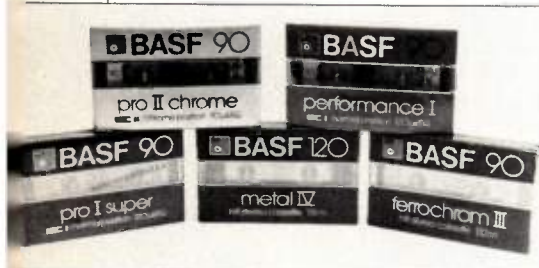 BASF 90
pro II chrome
BASF
performance I
BASF 90
pro I super
BASF 120
metal IV
BASF 90
ferrochrom III